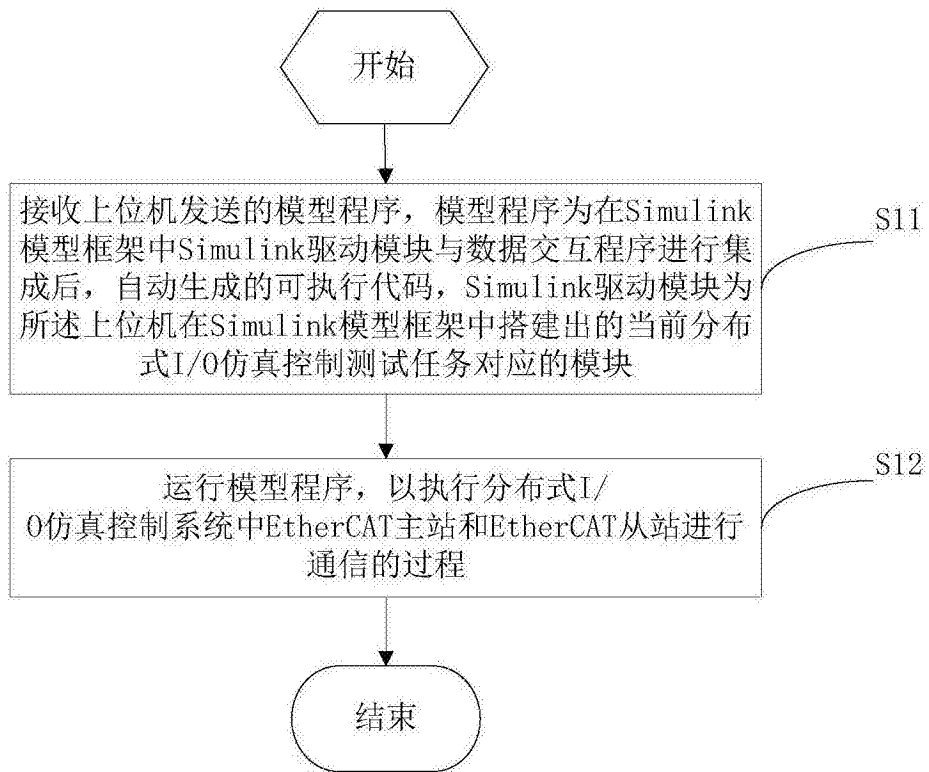 开始
接收上位机发送的模型程序，模型程序为在Simulink
模型框架中Simulink驱动模块与数据交互程序进行集
成后，自动生成的可执行代码，Simulink驱动模块为
所述上位机在Simulink模型框架中搭建出的当前分布
式I/O仿真控制测试任务对应的模块
S11
运行模型程序，以执行分布式I/
O仿真控制系统中EtherCAT主站和EtherCAT从站进行
通信的过程
S12
结束